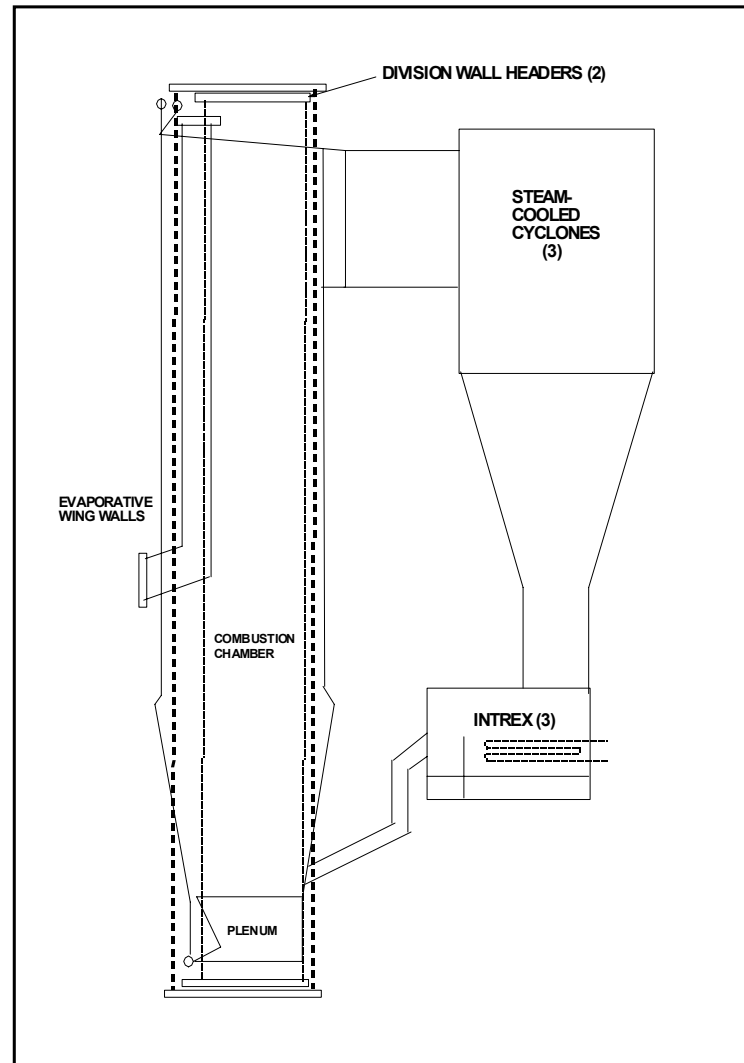 DIVISION WALL HEADERS (2)
STEAM-
COOLED
CYCLONES
(3)
EVAPORATIVE
WING WALLS
COMBUSTION
CHAMBER
INTREX (3)
PLENUM